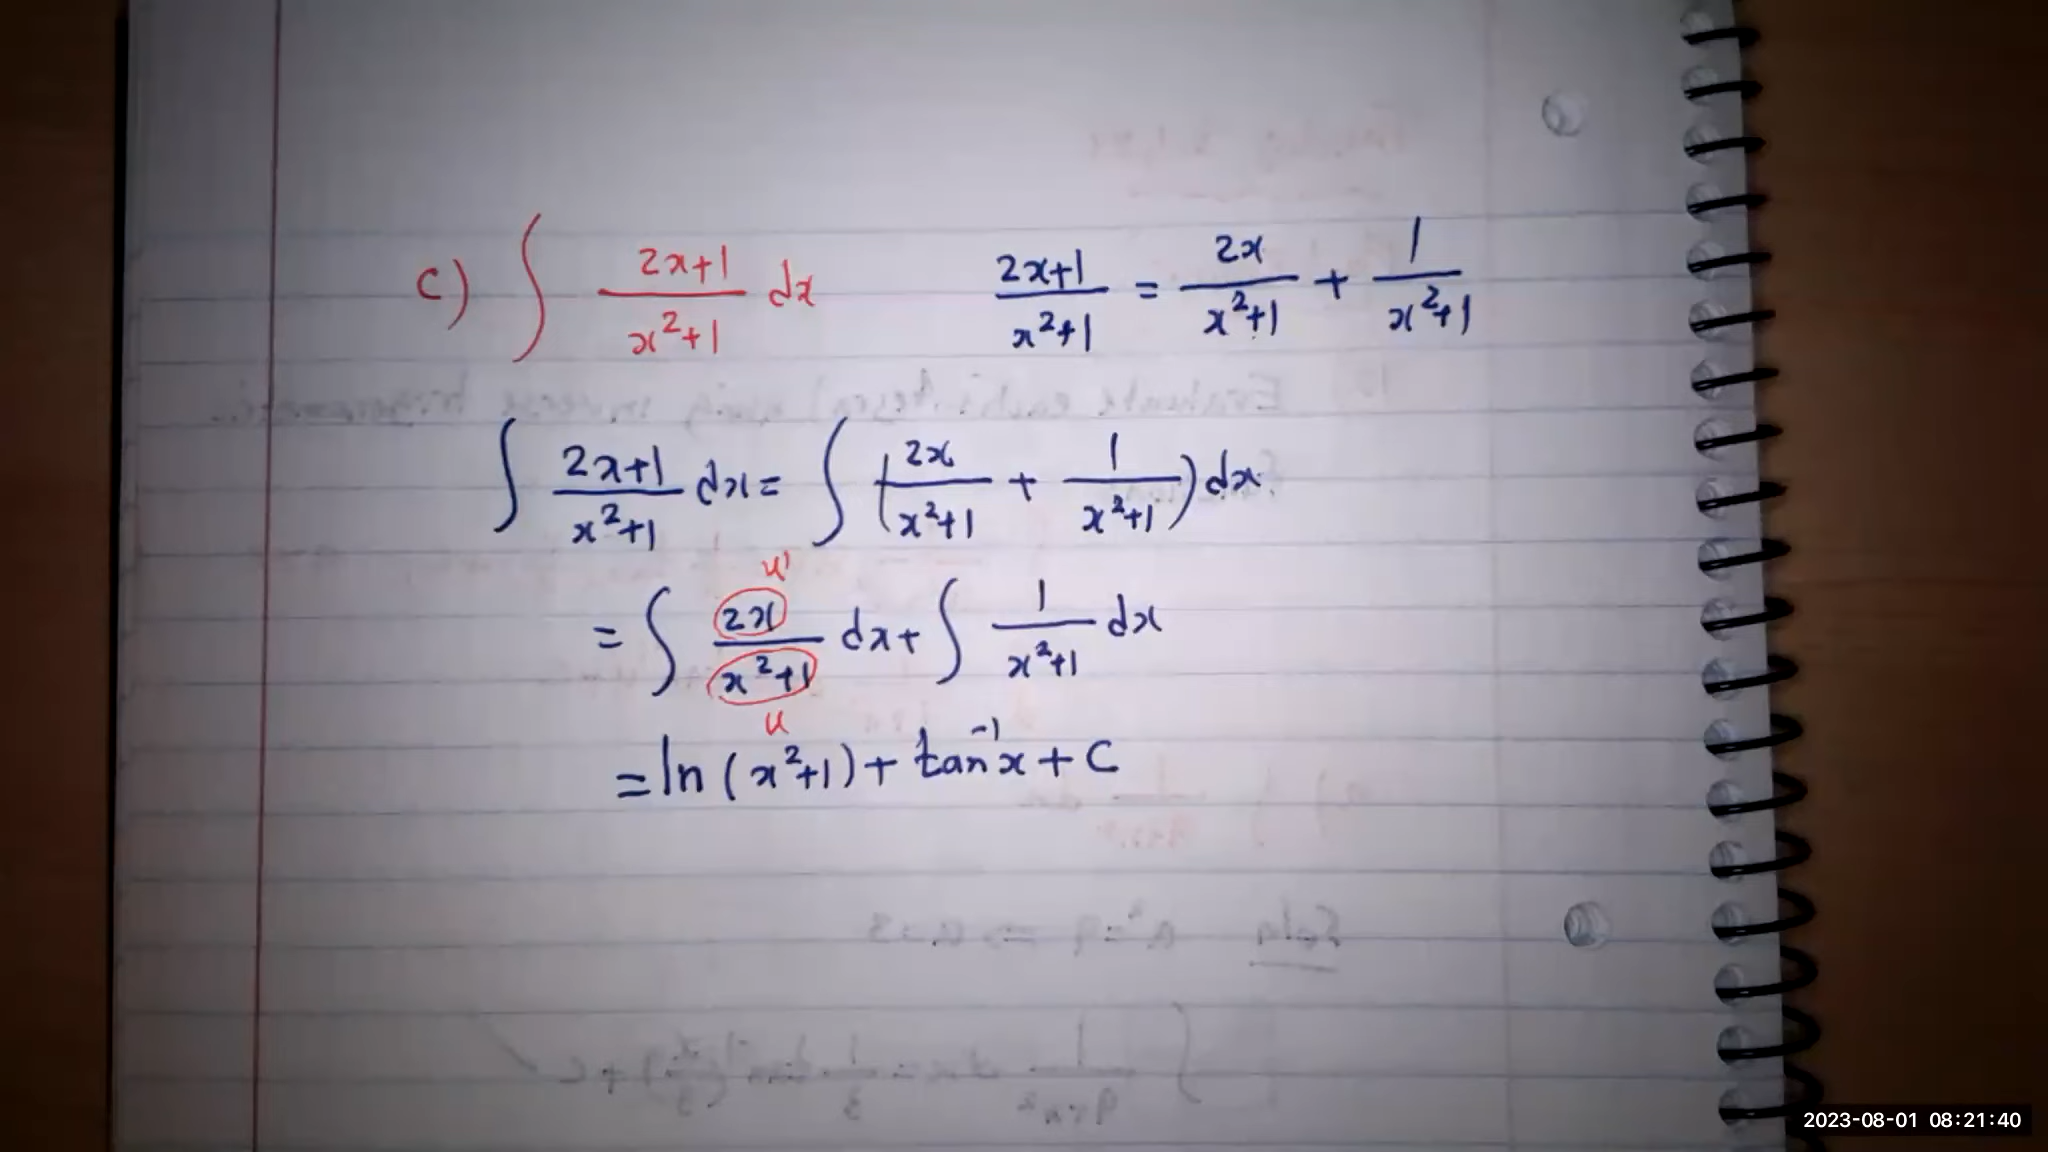 c) ∫ 2x+1/x²+1 dx    2x+1/x²+1 = 2x/x²+1 + 1/x²+1
∫ 2x+1/x²+1 dx = ∫ (2x/x²+1 + 1/x²+1) dx
u'
= ∫ 2x/x²+1 dx + ∫ 1/x²+1 dx
u
= ln (x²+1) + tan⁻¹x + C
2023-08-01 08:21:40